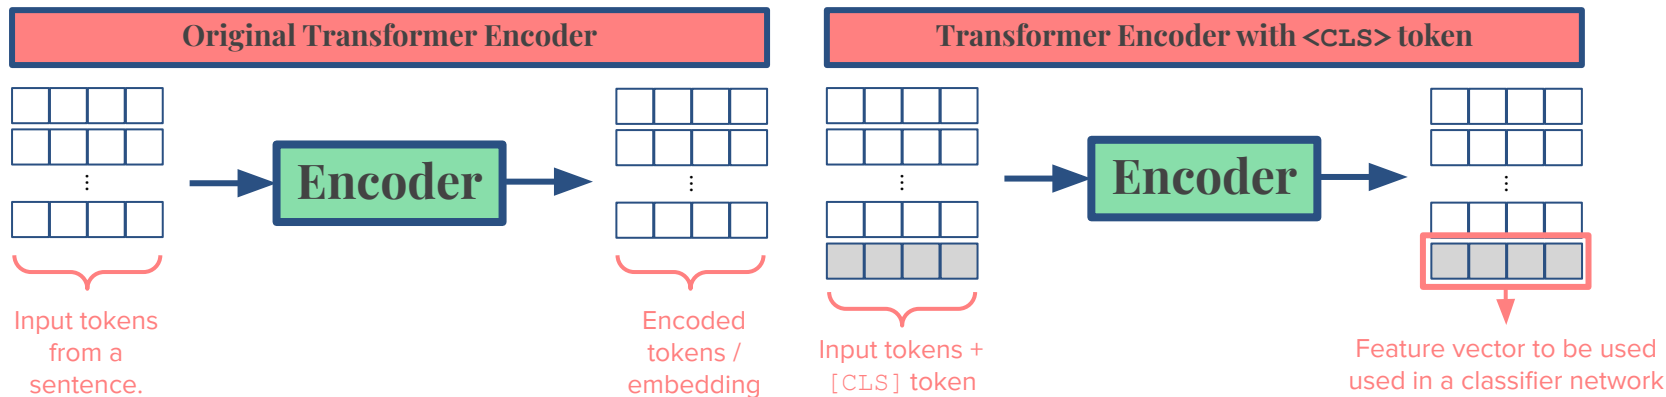 Original Transformer Encoder
Transformer Encoder with <CLS> token
Encoder
Encoder
Input tokens
from a
sentence.
Encoded
tokens /
embedding
Input tokens +
[CLS] token
Feature vector to be used
used in a classifier network